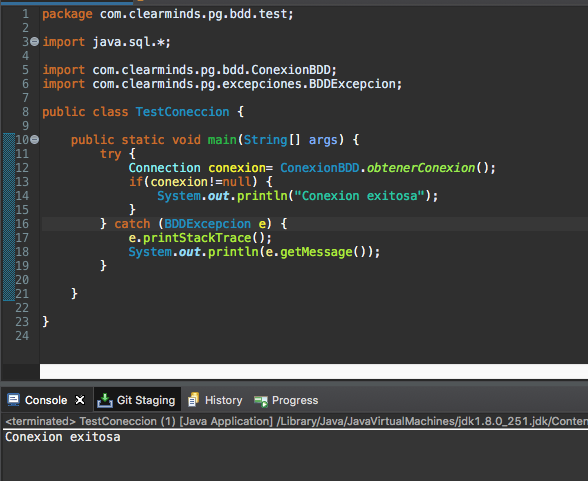 1 package com.clearminds.pg.bdd.test;
2
3 import java.sql.*;
4
5 import com.clearminds.pg.bdd.ConexionBDD;
6 import com.clearminds.pg.excepciones.BDDExcepcion;
7
8 public class TestConeccion {
9
10 public static void main(String[] args) {
11 try {
12 Connection conexion= ConexionBDD.obtenerConexion();
13 if(conexion!=null) {
14 System.out.println("Conexion exitosa");
15 }
16 } catch (BDDExcepcion e) {
17 e.printStackTrace();
18 System.out.println(e.getMessage());
19 }
20
21 }
22
23 }
24
Console Git Staging History Progress
<terminated> TestConeccion (1) [Java Application] /Library/Java/JavaVirtualMachines/jdk1.8.0_251.jdk/Conten
Conexion exitosa